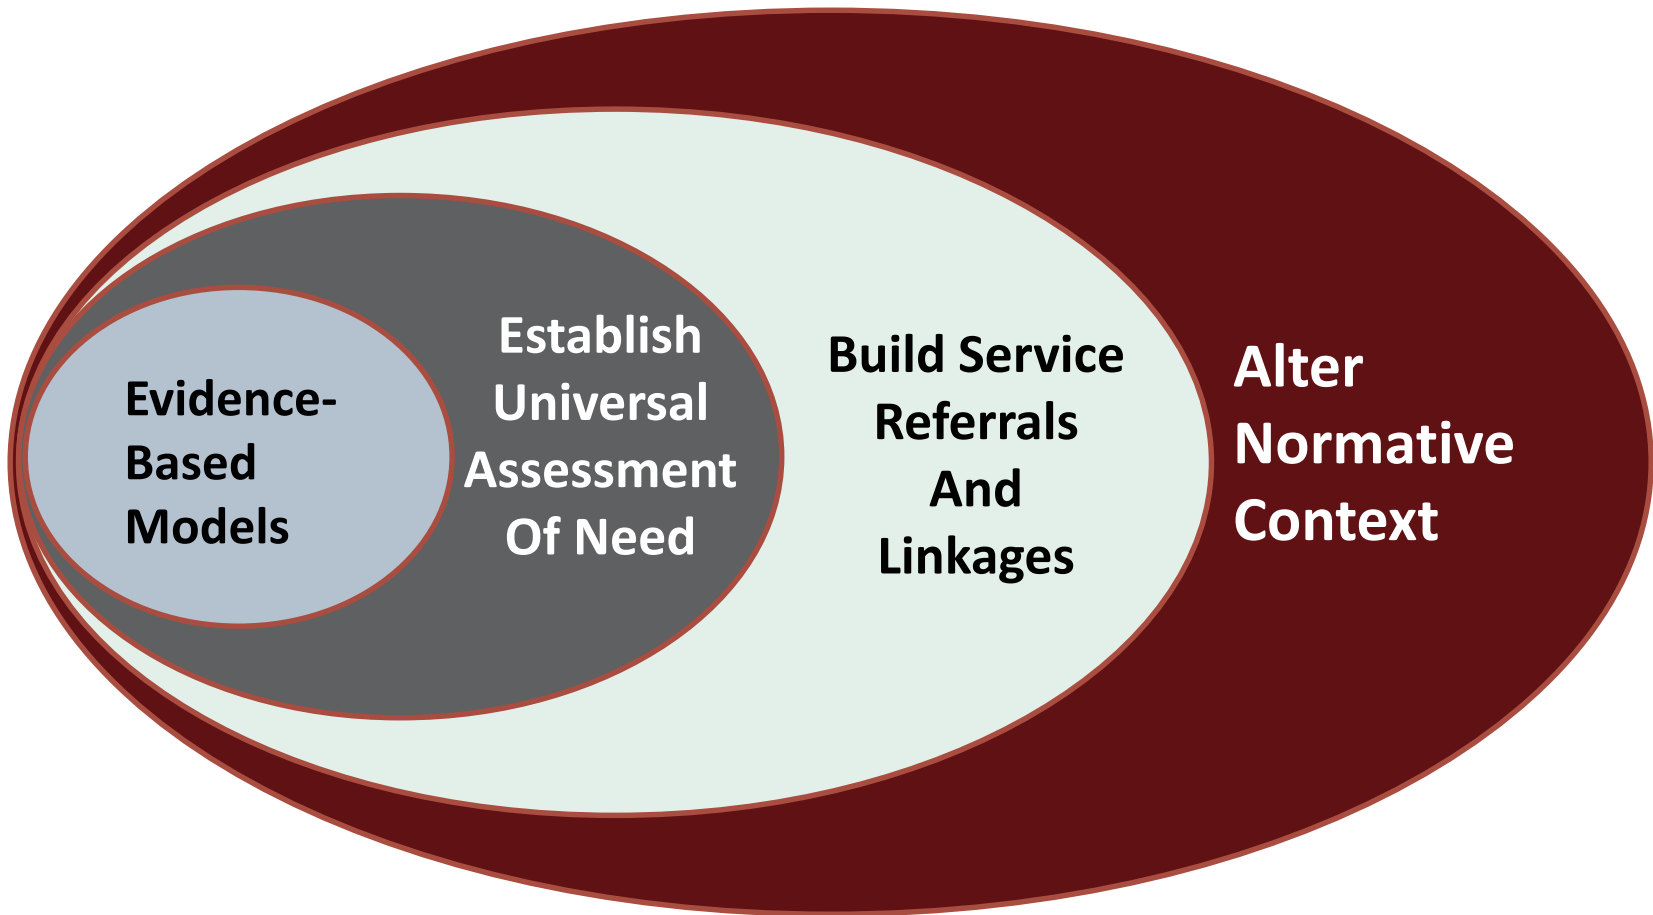 Evidence-
Based
Models
Establish
Universal
Assessment
Of Need
Build Service
Referrals
And
Linkages
Alter
Normative
Context